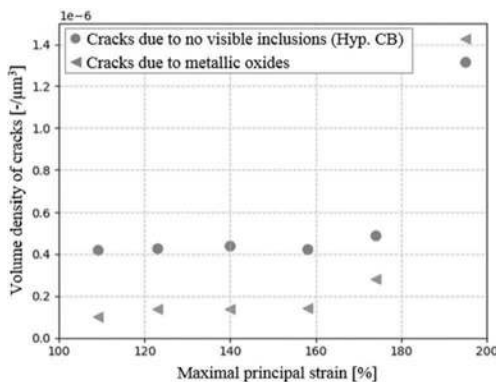 1e−6
Cracks due to no visible inclusions (Hyp. CB)
Cracks due to metallic oxides
Volume density of cracks [-/µm³]
1.4
1.2
1.0
0.8
0.6
0.4
0.2
0.0
100 120 140 160 180 200
Maximal principal strain [%]